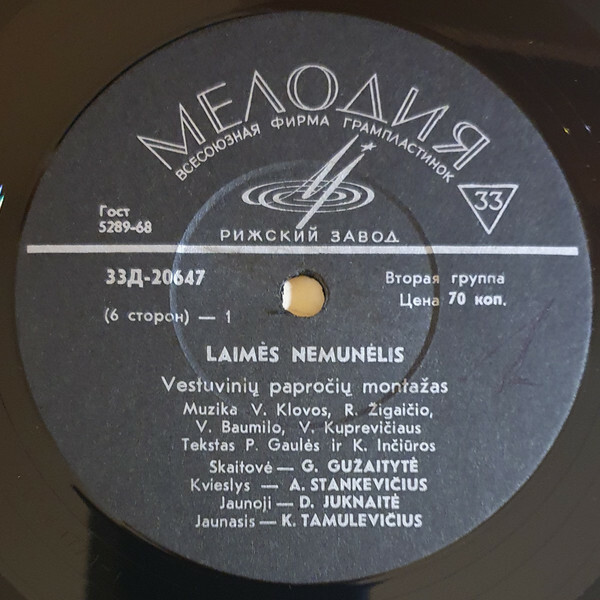 МЕЛОДИЯ
ВСЕСОЮЗНАЯ ФИРМА ГРАМПЛАСТИНОК
33
Гост
5289-68
РИЖСКИЙ ЗАВОД
33Д-20647
Вторая группа
(6 сторон) — 1
Цена 70 коп.
LAIMĖS NEMUNĖLIS
Vestuvinių papročių montažas
Muzika V. Klovos, R. Žigaičio,
V. Baumilo, V. Kuprevičiaus
Tekstas P. Gaulės ir K. Inčiūros
Skaitovė — G. GUŽAITYTĖ
Kvieslys — A. STANKEVIČIUS
Jaunoji — D. JUKNAITĖ
Jaunasis — K. TAMULEVIČIUS